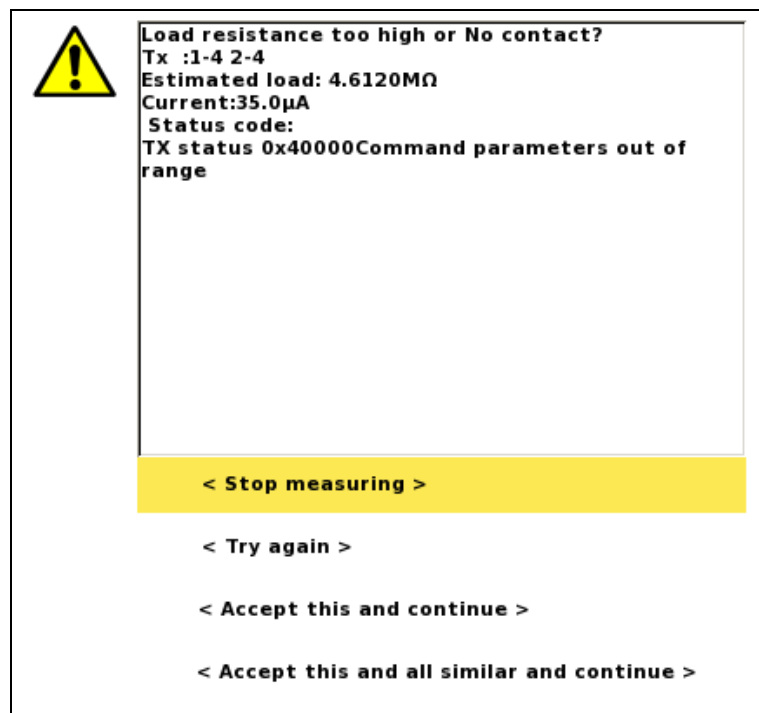 Load resistance too high or No contact?
Tx  :1-4 2-4
Estimated load: 4.6120MΩ
Current:35.0µA
 Status code:
TX status 0x40000Command parameters out of
range
< Stop measuring >
< Try again >
< Accept this and continue >
< Accept this and all similar and continue >